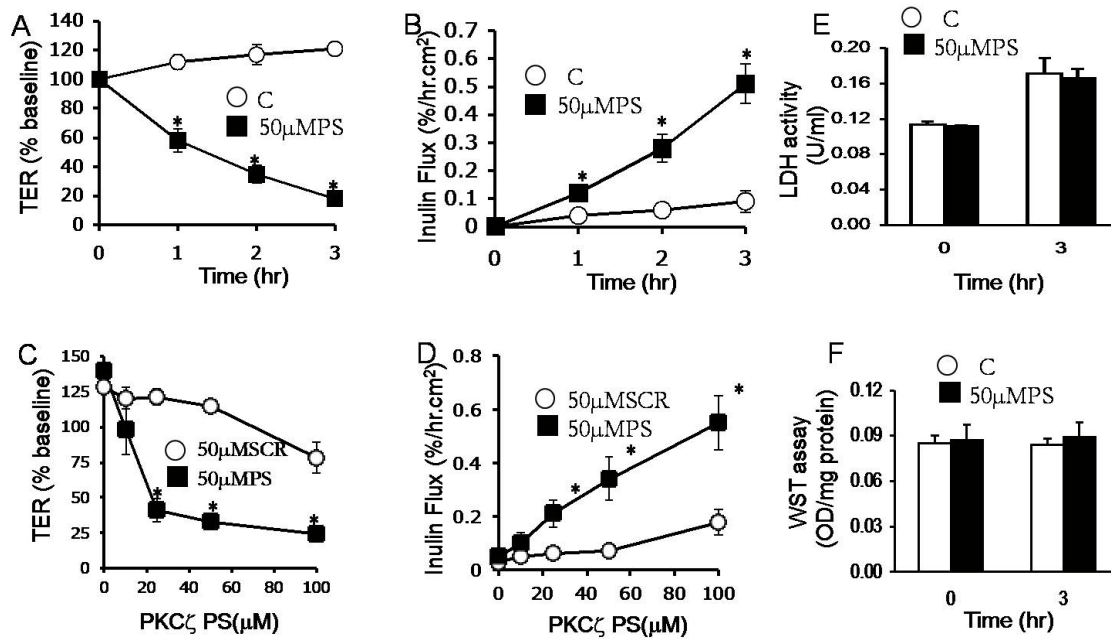 A
TER (% baseline)
140
120
100
80
60
40
20
0
C
50μMPS
*
*
*
0 1 2 3
Time (hr)
B
Inulin Flux (%/hr.cm²)
0.7
0.6
0.5
0.4
0.3
0.2
0.1
0
C
50μMPS
*
*
*
0 1 2 3
Time (hr)
E
C
50μMPS
LDH activity
(U/ml)
0.20
0.16
0.12
0.08
0.04
0.00
0 3
Time (hr)
C
TER (% baseline)
150
125
100
75
50
25
0
50μMSCR
50μMPS
*
*
*
0 20 40 60 80 100
PKCζ PS(μM)
D
Inulin Flux (%/hr.cm²)
0.8
0.6
0.4
0.2
0
50μMSCR
50μMPS
*
*
*
0 20 40 60 80 100
PKCζ PS(μM)
F
C
50μMPS
WST assay
(OD/mg protein)
0.12
0.09
0.06
0.03
0.00
0 3
Time (hr)